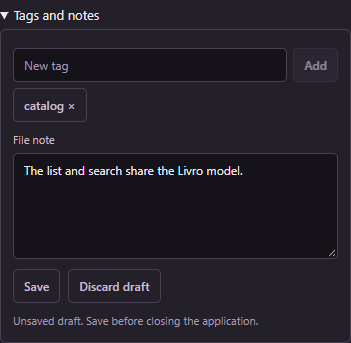 Tags and notes
New tag
Add
catalog ×
File note
The list and search share the Livro model.
Save
Discard draft
Unsaved draft. Save before closing the application.